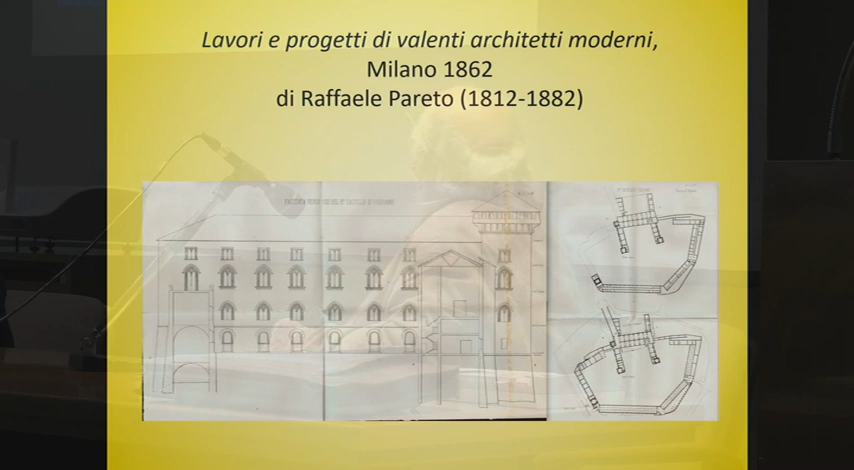 Lavori e progetti di valenti architetti moderni,
Milano 1862
di Raffaele Pareto (1812-1882)